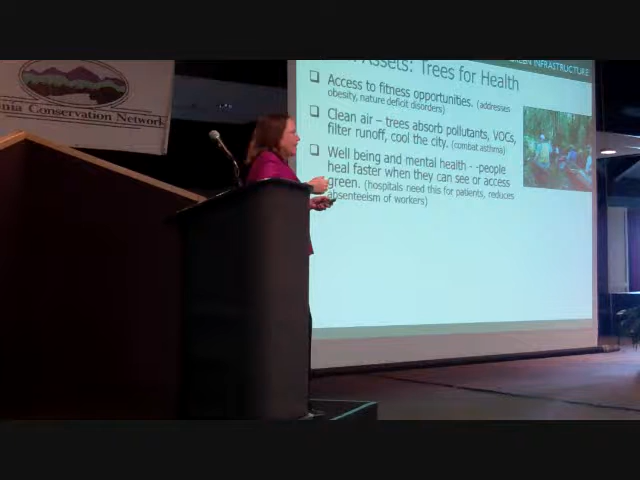 nia Conservation Network
EEN INFRASTRUCTURE
Assets: Trees for Health
Access to fitness opportunities. (addresses
obesity, nature deficit disorders)
Clean air – trees absorb pollutants, VOCs,
filter runoff, cool the city. (combat asthma)
Well being and mental health - -people
heal faster when they can see or access
green. (hospitals need this for patients, reduces
absenteeism of workers)